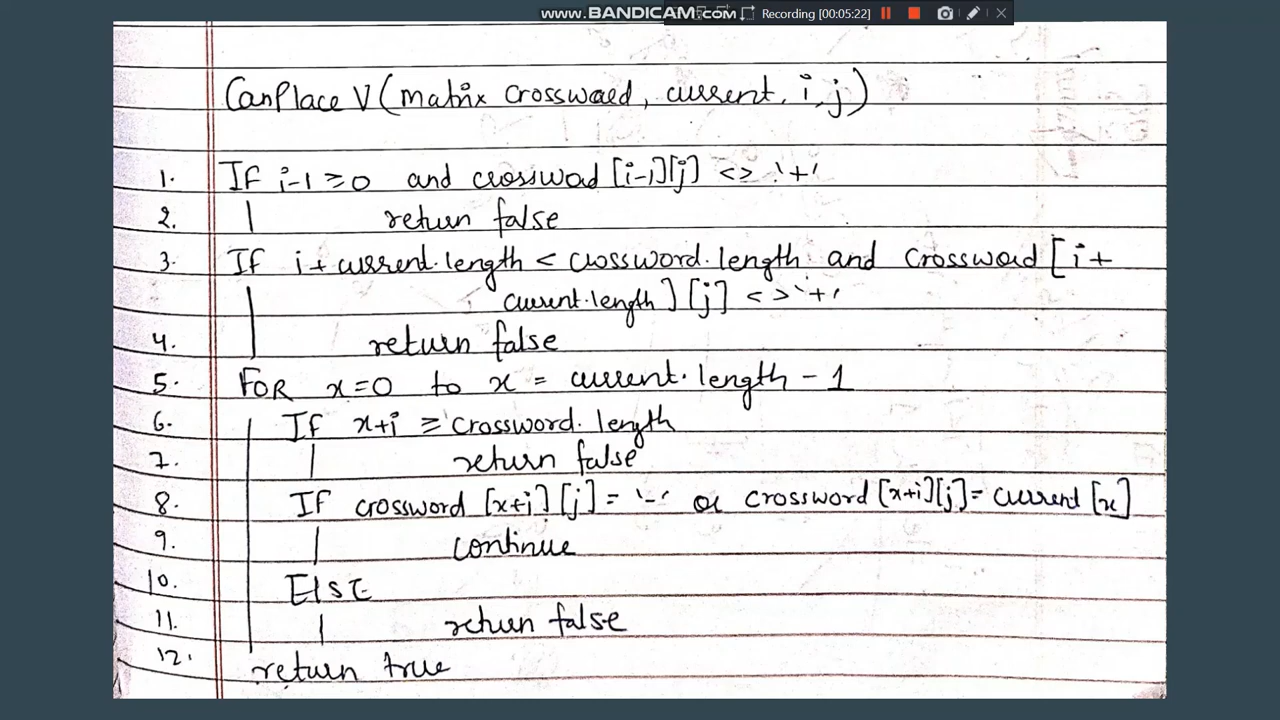 www.BANDICAM.com Recording [00:05:22]
CanPlace V (matrix crossword, current, i, j)
1. If i-1 ≥ 0 and crossword [i-1][j] <> '+'
2. return false
3. If i + current.length < crossword.length and crossword [i +
current.length] [j] <> '+'
4. return false
5. FOR x=0 to x = current.length - 1
6. If x+i ≥ crossword.length
7. return false
8. If crossword [x+i] [j] = '-' or crossword [x+i][j] = current [x]
9. continue
10. Else
11. return false
12. return true